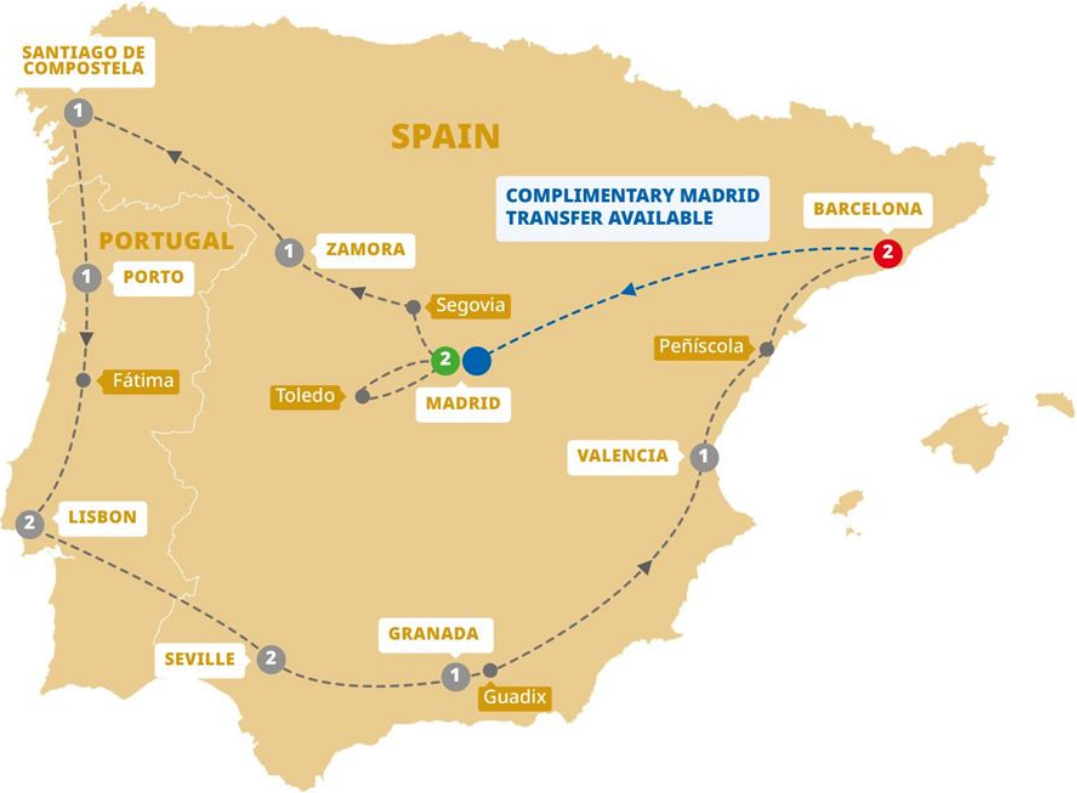 SANTIAGO DE
COMPOSTELA
1
SPAIN
COMPLIMENTARY MADRID
TRANSFER AVAILABLE
BARCELONA
2
PORTUGAL
1
ZAMORA
1
PORTO
Segovia
Peñíscola
2
MADRID
Toledo
Fátima
VALENCIA
1
2
LISBON
GRANADA
SEVILLE
2
1
Guadix